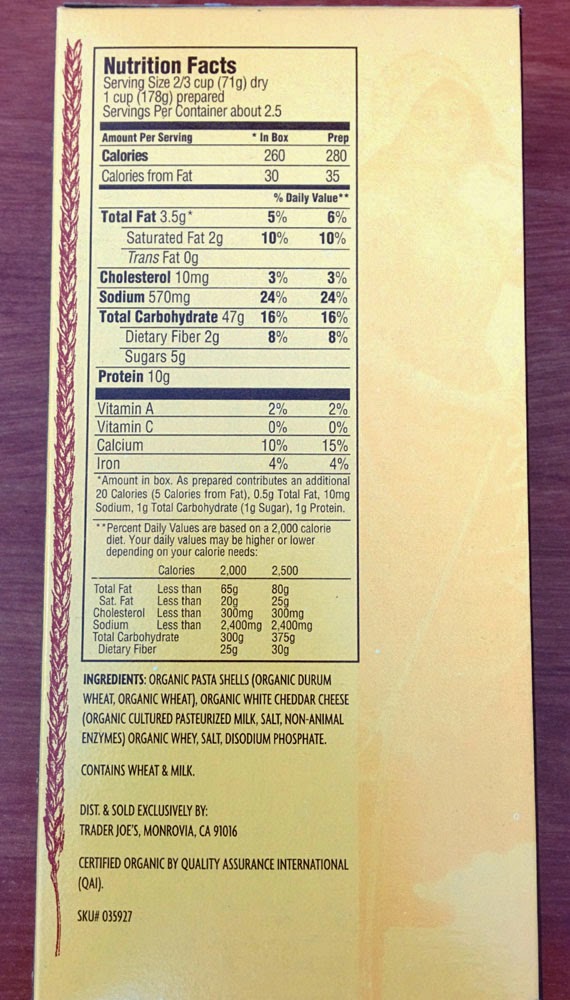 Nutrition Facts
Serving Size 2/3 cup (71g) dry
1 cup (178g) prepared
Servings Per Container about 2.5
Amount Per Serving * In Box Prep
Calories 260 280
Calories from Fat 30 35
% Daily Value**
Total Fat 3.5g* 5% 6%
Saturated Fat 2g 10% 10%
Trans Fat 0g
Cholesterol 10mg 3% 3%
Sodium 570mg 24% 24%
Total Carbohydrate 47g 16% 16%
Dietary Fiber 2g 8% 8%
Sugars 5g
Protein 10g
Vitamin A 2% 2%
Vitamin C 0% 0%
Calcium 10% 15%
Iron 4% 4%
*Amount in box. As prepared contributes an additional
20 Calories (5 Calories from Fat), 0.5g Total Fat, 10mg
Sodium, 1g Total Carbohydrate (1g Sugar), 1g Protein.
**Percent Daily Values are based on a 2,000 calorie
diet. Your daily values may be higher or lower
depending on your calorie needs:
Calories 2,000 2,500
Total Fat Less than 65g 80g
Sat. Fat Less than 20g 25g
Cholesterol Less than 300mg 300mg
Sodium Less than 2,400mg 2,400mg
Total Carbohydrate 300g 375g
Dietary Fiber 25g 30g
INGREDIENTS: ORGANIC PASTA SHELLS (ORGANIC DURUM
WHEAT, ORGANIC WHEAT), ORGANIC WHITE CHEDDAR CHEESE
(ORGANIC CULTURED PASTEURIZED MILK, SALT, NON-ANIMAL
ENZYMES) ORGANIC WHEY, SALT, DISODIUM PHOSPHATE.
CONTAINS WHEAT & MILK.
DIST. & SOLD EXCLUSIVELY BY:
TRADER JOE'S, MONROVIA, CA 91016
CERTIFIED ORGANIC BY QUALITY ASSURANCE INTERNATIONAL
(QAI).
SKU# 035927